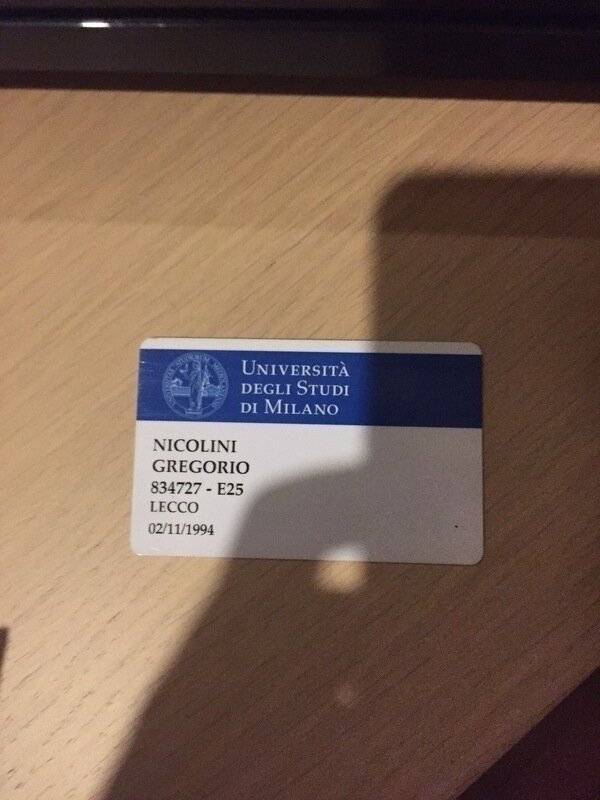 UNIVERSITÀ
DEGLI STUDI
DI MILANO
NICOLINI
GREGORIO
834727 - E25
LECCO
02/11/1994